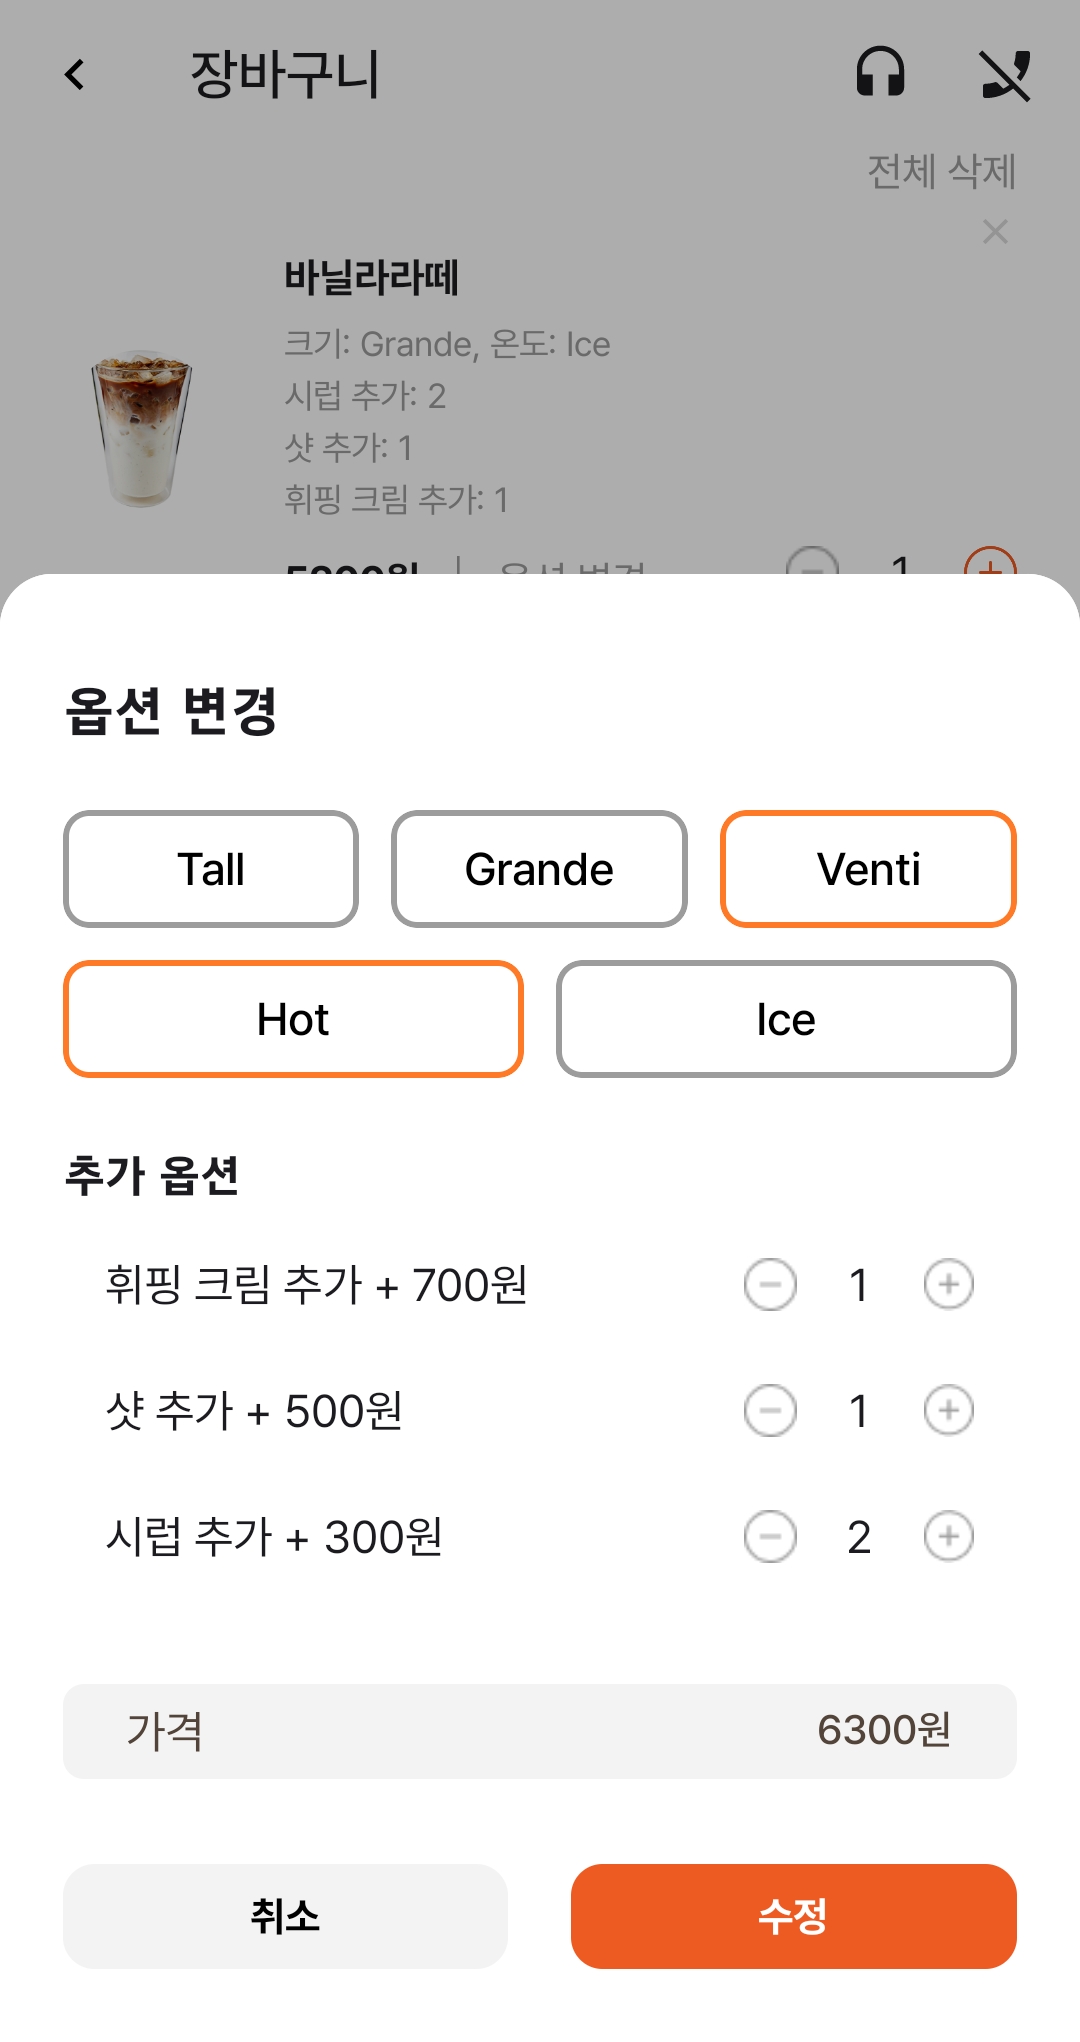 장바구니
전체 삭제
바닐라라떼
크기: Grande, 온도: Ice
시럽 추가: 2
샷 추가: 1
휘핑 크림 추가: 1
옵션 변경 1
옵션 변경
Tall Grande Venti
Hot Ice
추가 옵션
휘핑 크림 추가 + 700원 1
샷 추가 + 500원 1
시럽 추가 + 300원 2
가격 6300원
취소 수정